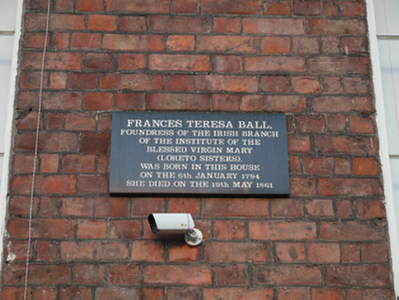 FRANCES TERESA BALL,
FOUNDRESS OF THE IRISH BRANCH
OF THE INSTITUTE OF THE
BLESSED VIRGIN MARY
(LORETO SISTERS),
WAS BORN IN THIS HOUSE
ON THE 6th JANUARY 1794
SHE DIED ON THE 19th MAY 1861